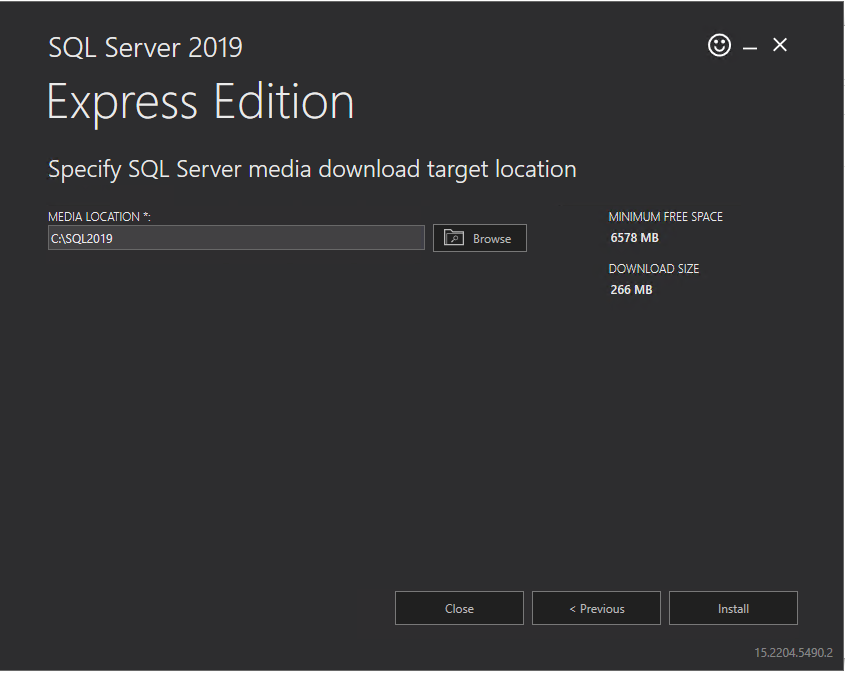 SQL Server 2019
Express Edition
Specify SQL Server media download target location
MEDIA LOCATION *:
C:\SQL2019
Browse
MINIMUM FREE SPACE
6578 MB
DOWNLOAD SIZE
266 MB
Close
< Previous
Install
15.2204.5490.2